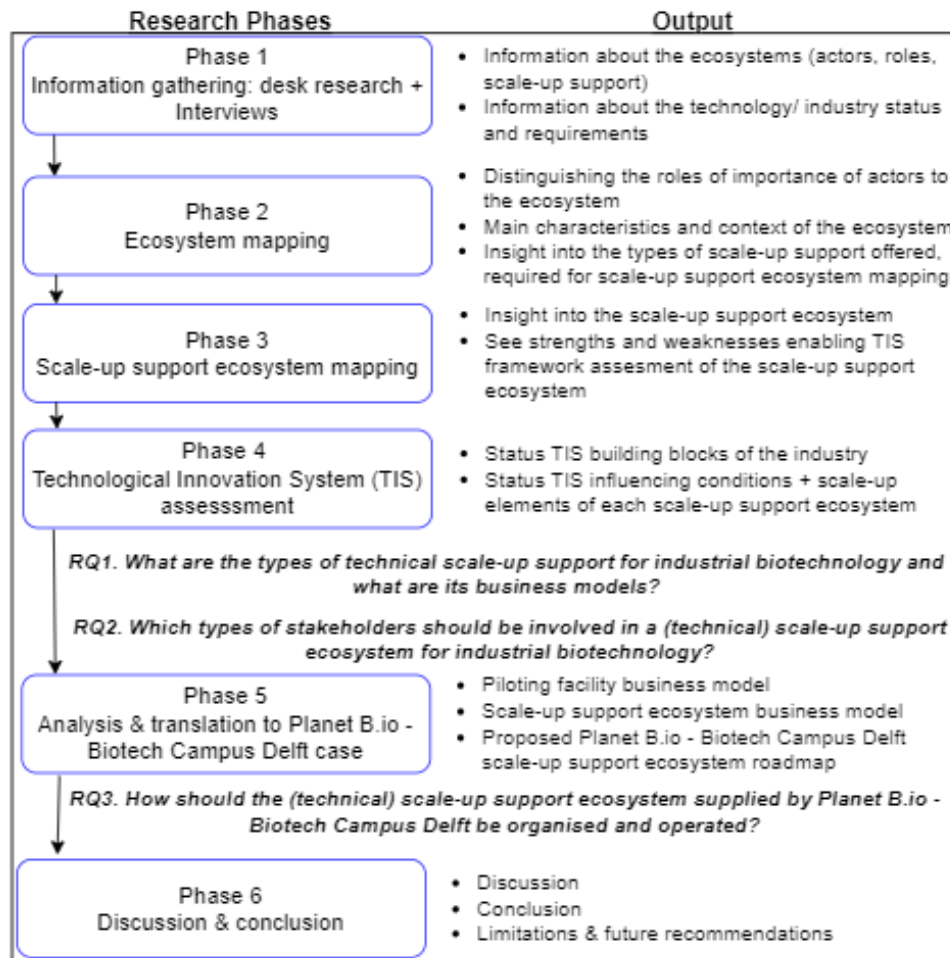 Research Phases
Output
Phase 1
Information gathering: desk research +
Interviews
• Information about the ecosystems (actors, roles,
scale-up support)
• Information about the technology/ industry status
and requirements
Phase 2
Ecosystem mapping
• Distinguishing the roles of importance of actors to
the ecosystem
• Main characteristics and context of the ecosystem
• Insight into the types of scale-up support offered,
required for scale-up support ecosystem mapping
Phase 3
Scale-up support ecosystem mapping
• Insight into the scale-up support ecosystem
• See strengths and weaknesses enabling TIS
framework assesment of the scale-up support
ecosystem
Phase 4
Technological Innovation System (TIS)
assesssment
• Status TIS building blocks of the industry
• Status TIS influencing conditions + scale-up
elements of each scale-up support ecosystem
RQ1. What are the types of technical scale-up support for industrial biotechnology and
what are its business models?
RQ2. Which types of stakeholders should be involved in a (technical) scale-up support
ecosystem for industrial biotechnology?
Phase 5
Analysis & translation to Planet B.io -
Biotech Campus Delft case
• Piloting facility business model
• Scale-up support ecosystem business model
• Proposed Planet B.io - Biotech Campus Delft
scale-up support ecosystem roadmap
RQ3. How should the (technical) scale-up support ecosystem supplied by Planet B.io -
Biotech Campus Delft be organised and operated?
Phase 6
Discussion & conclusion
• Discussion
• Conclusion
• Limitations & future recommendations